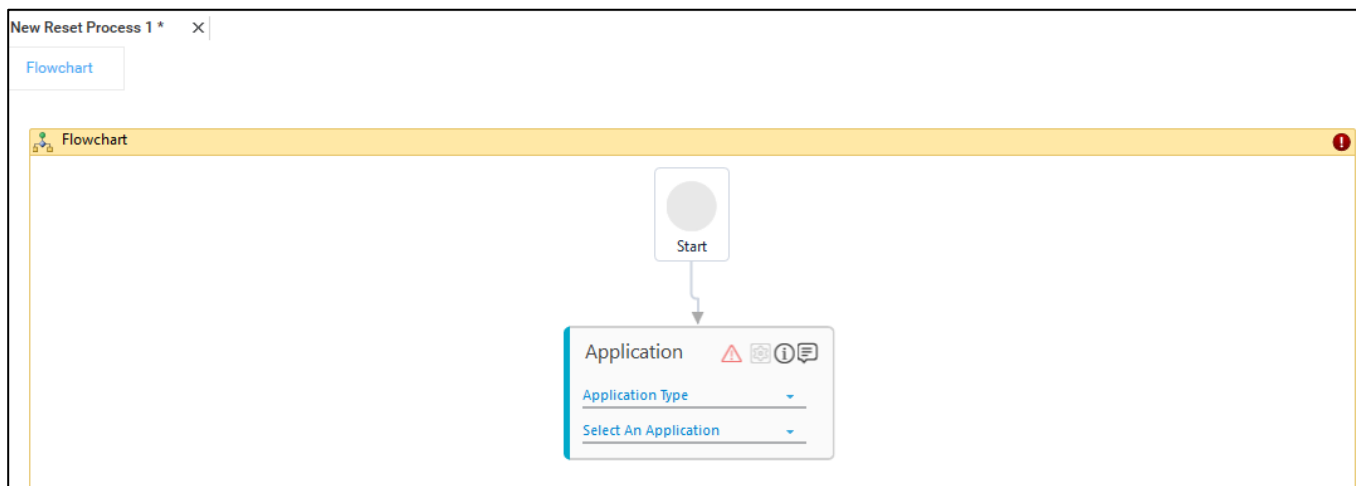 New Reset Process 1 *
Flowchart
Flowchart
Start
Application
Application Type
Select An Application